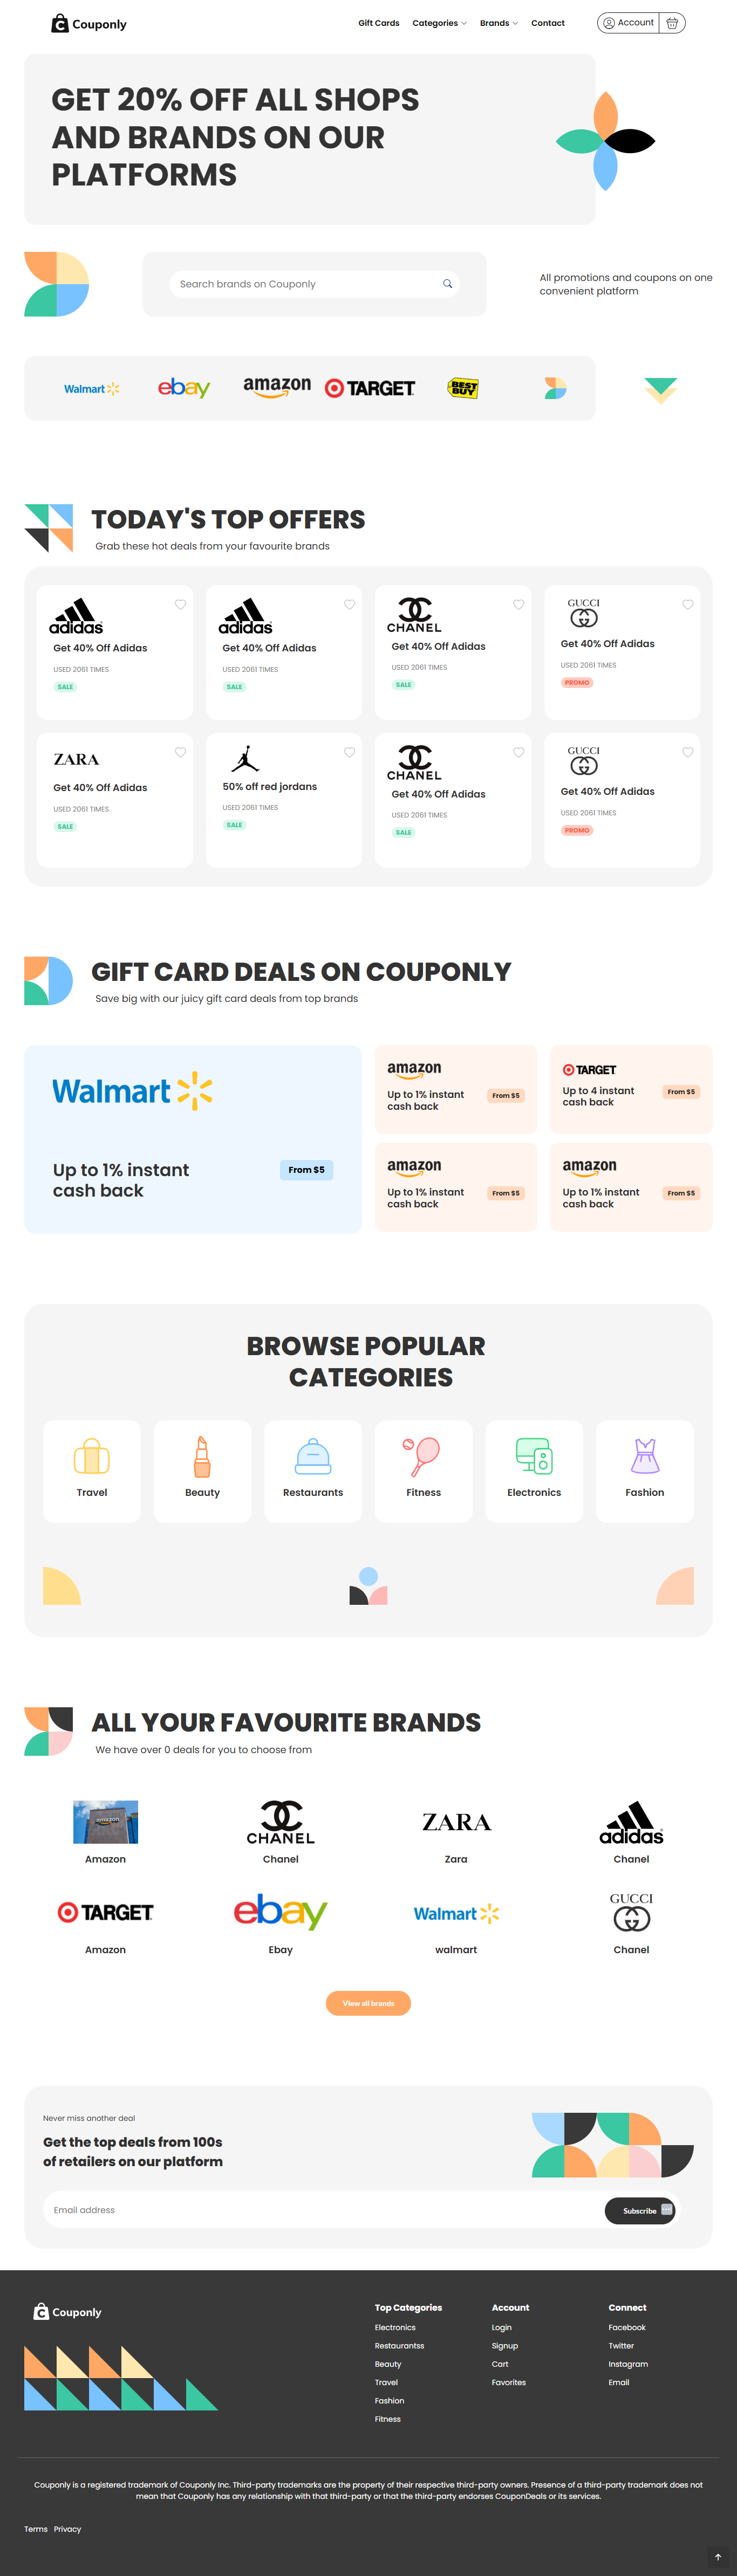 C Couponly
Gift Cards Categories Brands Contact Account
GET 20% OFF ALL SHOPS
AND BRANDS ON OUR
PLATFORMS
Search brands on Couponly
All promotions and coupons on one
convenient platform
Walmart ebay amazon TARGET BEST BUY
TODAY'S TOP OFFERS
Grab these hot deals from your favourite brands
adidas
Get 40% Off Adidas
USED 2061 TIMES
SALE
adidas
Get 40% Off Adidas
USED 2061 TIMES
SALE
CHANEL
Get 40% Off Adidas
USED 2061 TIMES
SALE
GUCCI
Get 40% Off Adidas
USED 2061 TIMES
PROMO
ZARA
Get 40% Off Adidas
USED 2061 TIMES
SALE
50% off red jordans
USED 2061 TIMES
SALE
CHANEL
Get 40% Off Adidas
USED 2061 TIMES
SALE
GUCCI
Get 40% Off Adidas
USED 2061 TIMES
PROMO
GIFT CARD DEALS ON COUPONLY
Save big with our juicy gift card deals from top brands
Walmart
Up to 1% instant
cash back
From $5
amazon
Up to 1% instant
cash back
From $5
TARGET
Up to 4 instant
cash back
From $5
amazon
Up to 1% instant
cash back
From $5
amazon
Up to 1% instant
cash back
From $5
BROWSE POPULAR
CATEGORIES
Travel Beauty Restaurants Fitness Electronics Fashion
ALL YOUR FAVOURITE BRANDS
We have over 0 deals for you to choose from
amazon CHANEL ZARA adidas
Amazon Chanel Zara Chanel
TARGET ebay Walmart GUCCI
Amazon Ebay walmart Chanel
View all brands
Never miss another deal
Get the top deals from 100s
of retailers on our platform
Email address
Subscribe
C Couponly
Top Categories
Electronics
Restaurantss
Beauty
Travel
Fashion
Fitness
Account
Login
Signup
Cart
Favorites
Connect
Facebook
Twitter
Instagram
Email
Couponly is a registered trademark of Couponly Inc. Third-party trademarks are the property of their respective third-party owners. Presence of a third-party trademark does not
mean that Couponly has any relationship with that third-party or that the third-party endorses CouponDeals or its services.
Terms Privacy